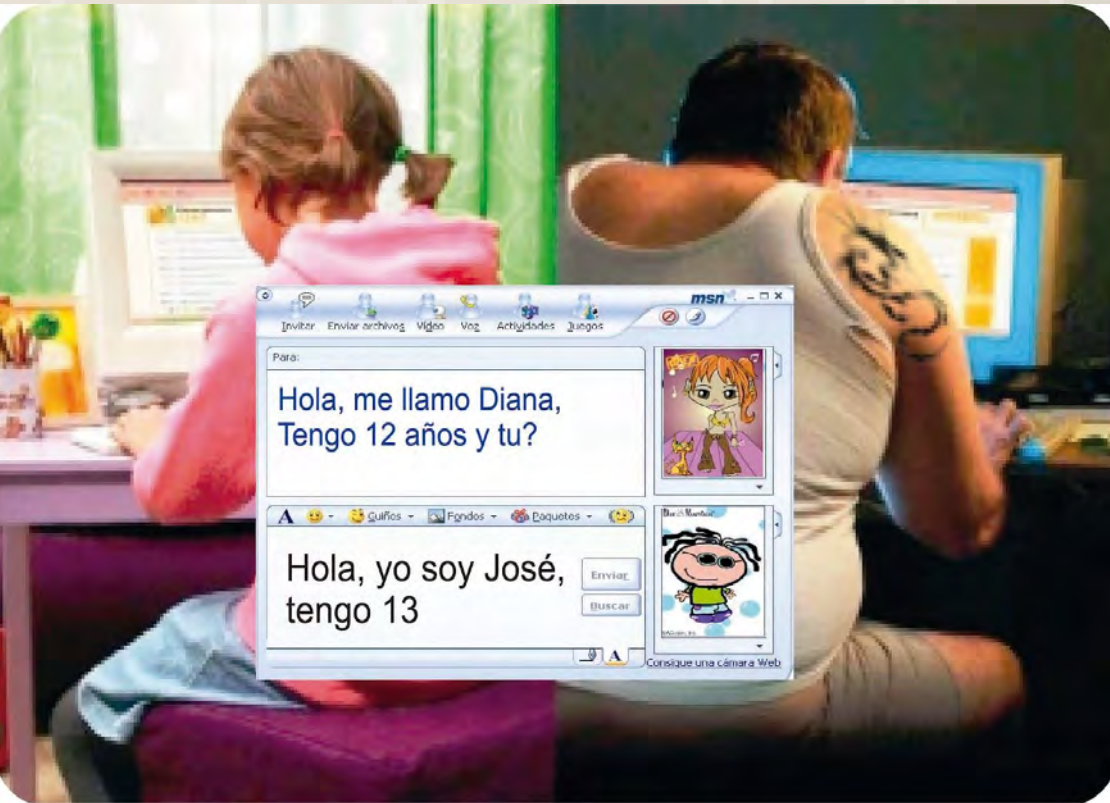 msn
Invitar Enviar archivos Vídeo Voz Actividades Juegos
Para:
Hola, me llamo Diana,
Tengo 12 años y tu?
A Guiños Fondos Paquetes
Hola, yo soy José,
tengo 13
Enviar
Buscar
A
Consigue una cámara Web